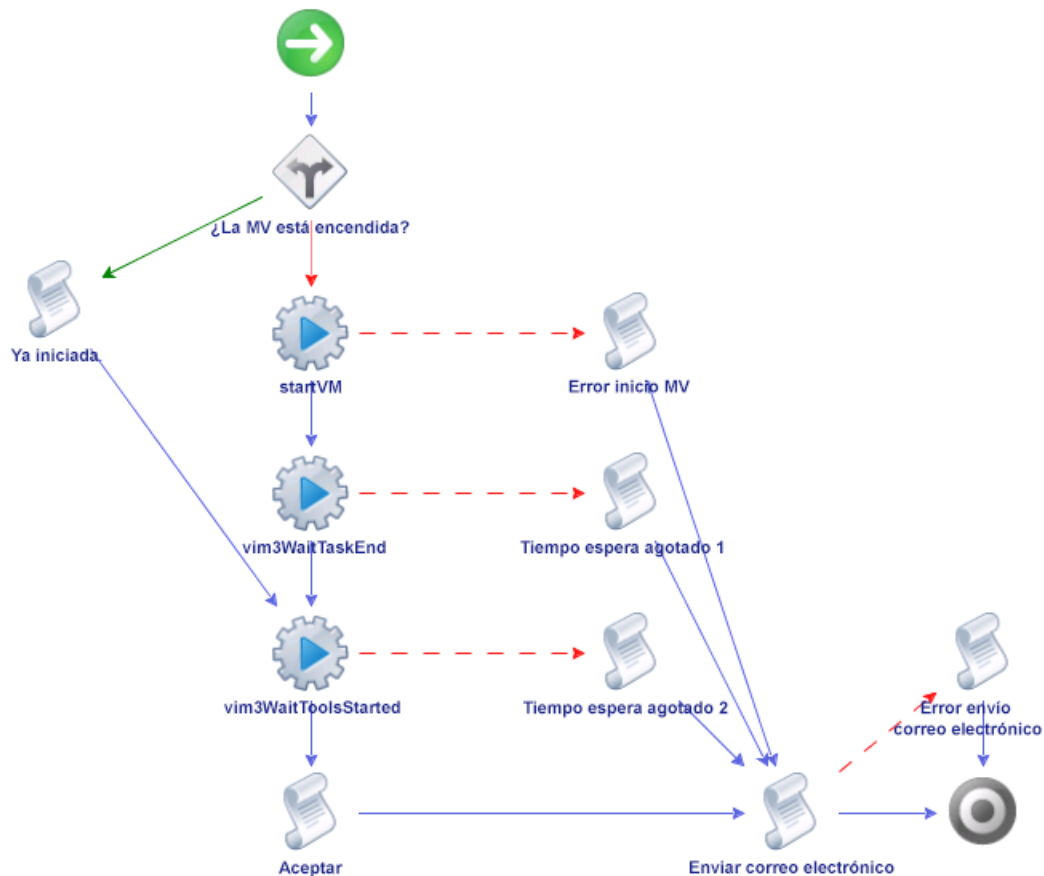 ¿La MV está encendida?
Ya iniciada
startVM
Error inicio MV
vim3WaitTaskEnd
Tiempo espera agotado 1
vim3WaitToolsStarted
Tiempo espera agotado 2
Error envío
correo electrónico
Aceptar
Enviar correo electrónico